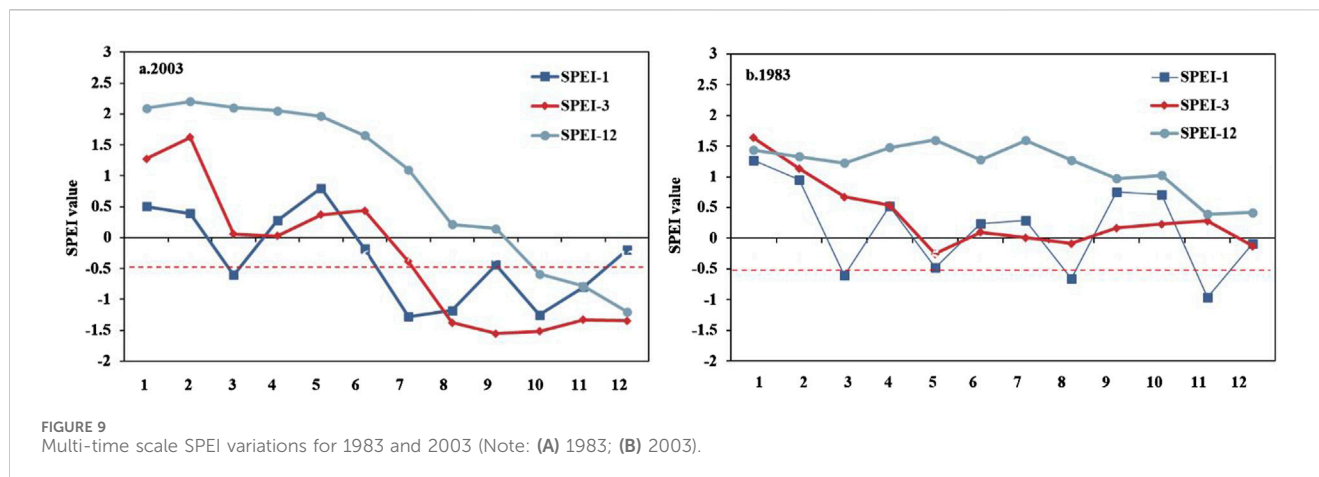 3
2.5
2
1.5
1
0.5
0
-0.5
-1
-1.5
-2
SPEI value
a.2003
SPEI-1
SPEI-3
SPEI-12
1 2 3 4 5 6 7 8 9 10 11 12
3
2.5
2
1.5
1
0.5
0
-0.5
-1
-1.5
-2
SPEI value
b.1983
SPEI-1
SPEI-3
SPEI-12
1 2 3 4 5 6 7 8 9 10 11 12
FIGURE 9
Multi-time scale SPEI variations for 1983 and 2003 (Note: (A) 1983; (B) 2003).